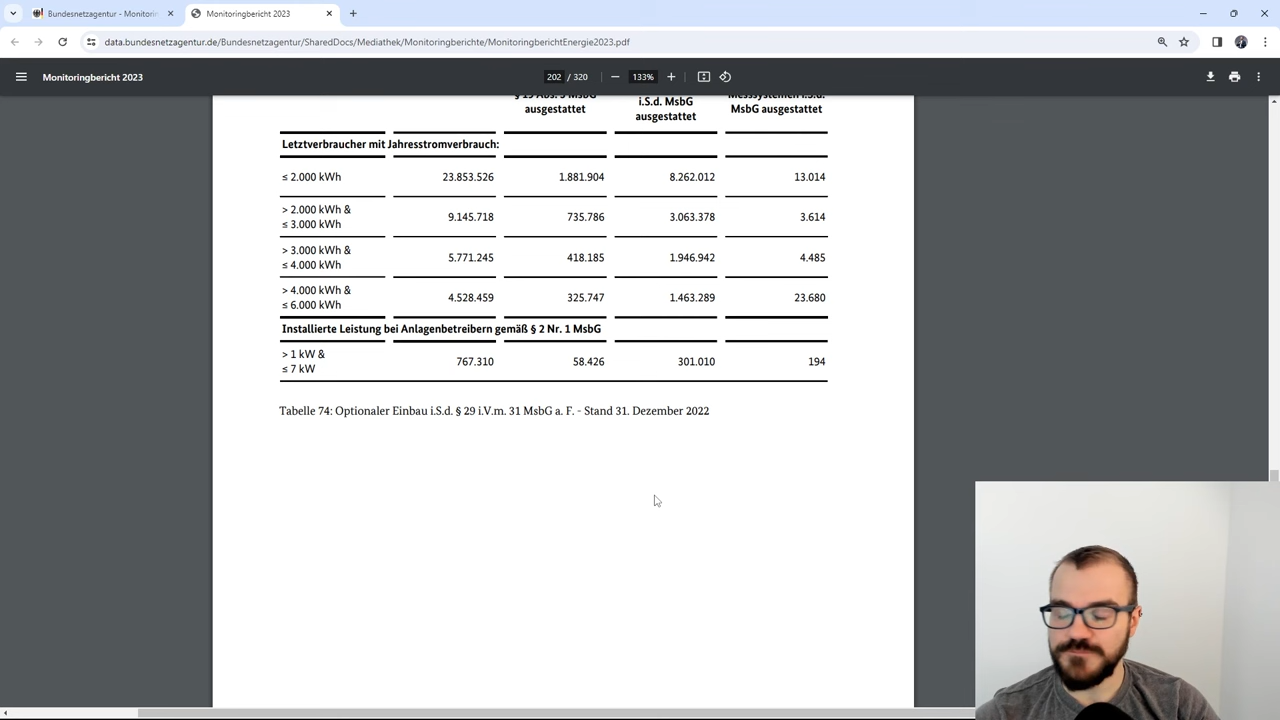 Bundesnetzagentur - Monitorin
Monitoringbericht 2023
data.bundesnetzagentur.de/Bundesnetzagentur/SharedDocs/Mediathek/Monitoringberichte/MonitoringberichtEnergie2023.pdf
Monitoringbericht 2023
202 / 320
133%
§ 19 Abs. 5 MsbG
ausgestattet
i.S.d. MsbG
ausgestattet
Messsystemen i.S.d.
MsbG ausgestattet
Letztverbraucher mit Jahresstromverbrauch:
≤ 2.000 kWh 23.853.526 1.881.904 8.262.012 13.014
> 2.000 kWh &
≤ 3.000 kWh 9.145.718 735.786 3.063.378 3.614
> 3.000 kWh &
≤ 4.000 kWh 5.771.245 418.185 1.946.942 4.485
> 4.000 kWh &
≤ 6.000 kWh 4.528.459 325.747 1.463.289 23.680
Installierte Leistung bei Anlagenbetreibern gemäß § 2 Nr. 1 MsbG
> 1 kW &
≤ 7 kW 767.310 58.426 301.010 194
Tabelle 74: Optionaler Einbau i.S.d. § 29 i.V.m. 31 MsbG a. F. - Stand 31. Dezember 2022